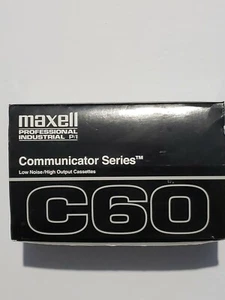 maxell
PROFESSIONAL
INDUSTRIAL P•I
Communicator Series™
Low Noise/High Output Cassettes
C60